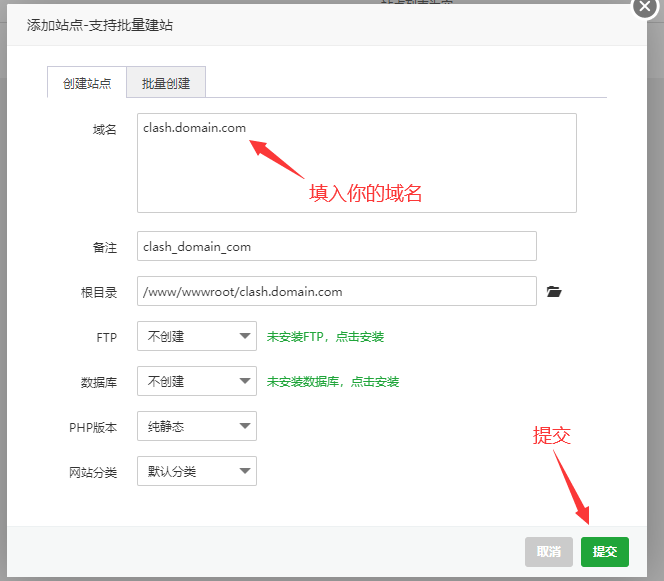 添加站点-支持批量建站
创建站点 批量创建
域名 clash.domain.com
填入你的域名
备注 clash_domain_com
根目录 /www/wwwroot/clash.domain.com
FTP 不创建 未安装FTP，点击安装
数据库 不创建 未安装数据库，点击安装
PHP版本 纯静态
提交
网站分类 默认分类
取消 提交